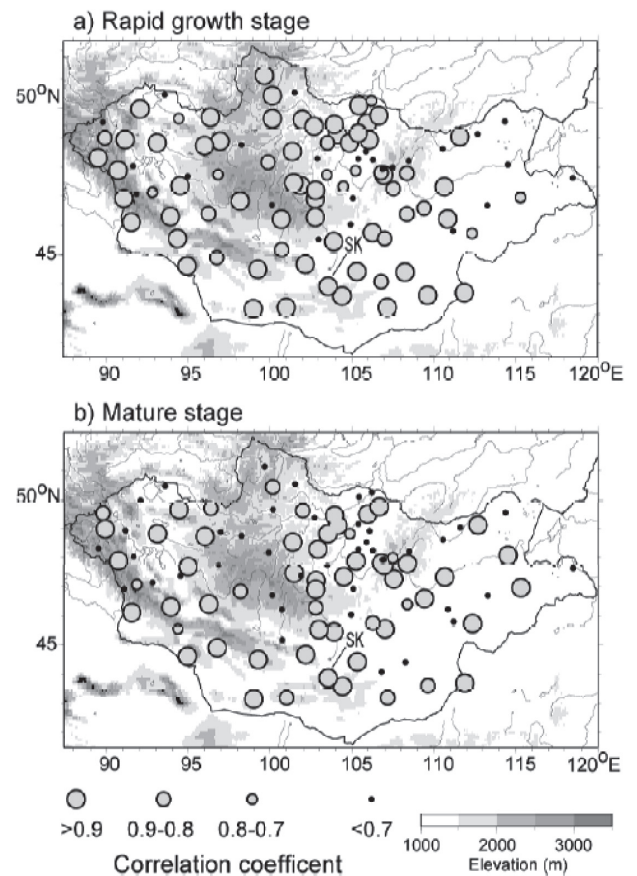 a) Rapid growth stage
50°N
SK
45
90 95 100 105 110 115 120°E
b) Mature stage
50°N
SK
45
90 95 100 105 110 115 120°E
>0.9 0.9-0.8 0.8-0.7 <0.7
1000 2000 3000
Correlation coefficent
Elevation (m)